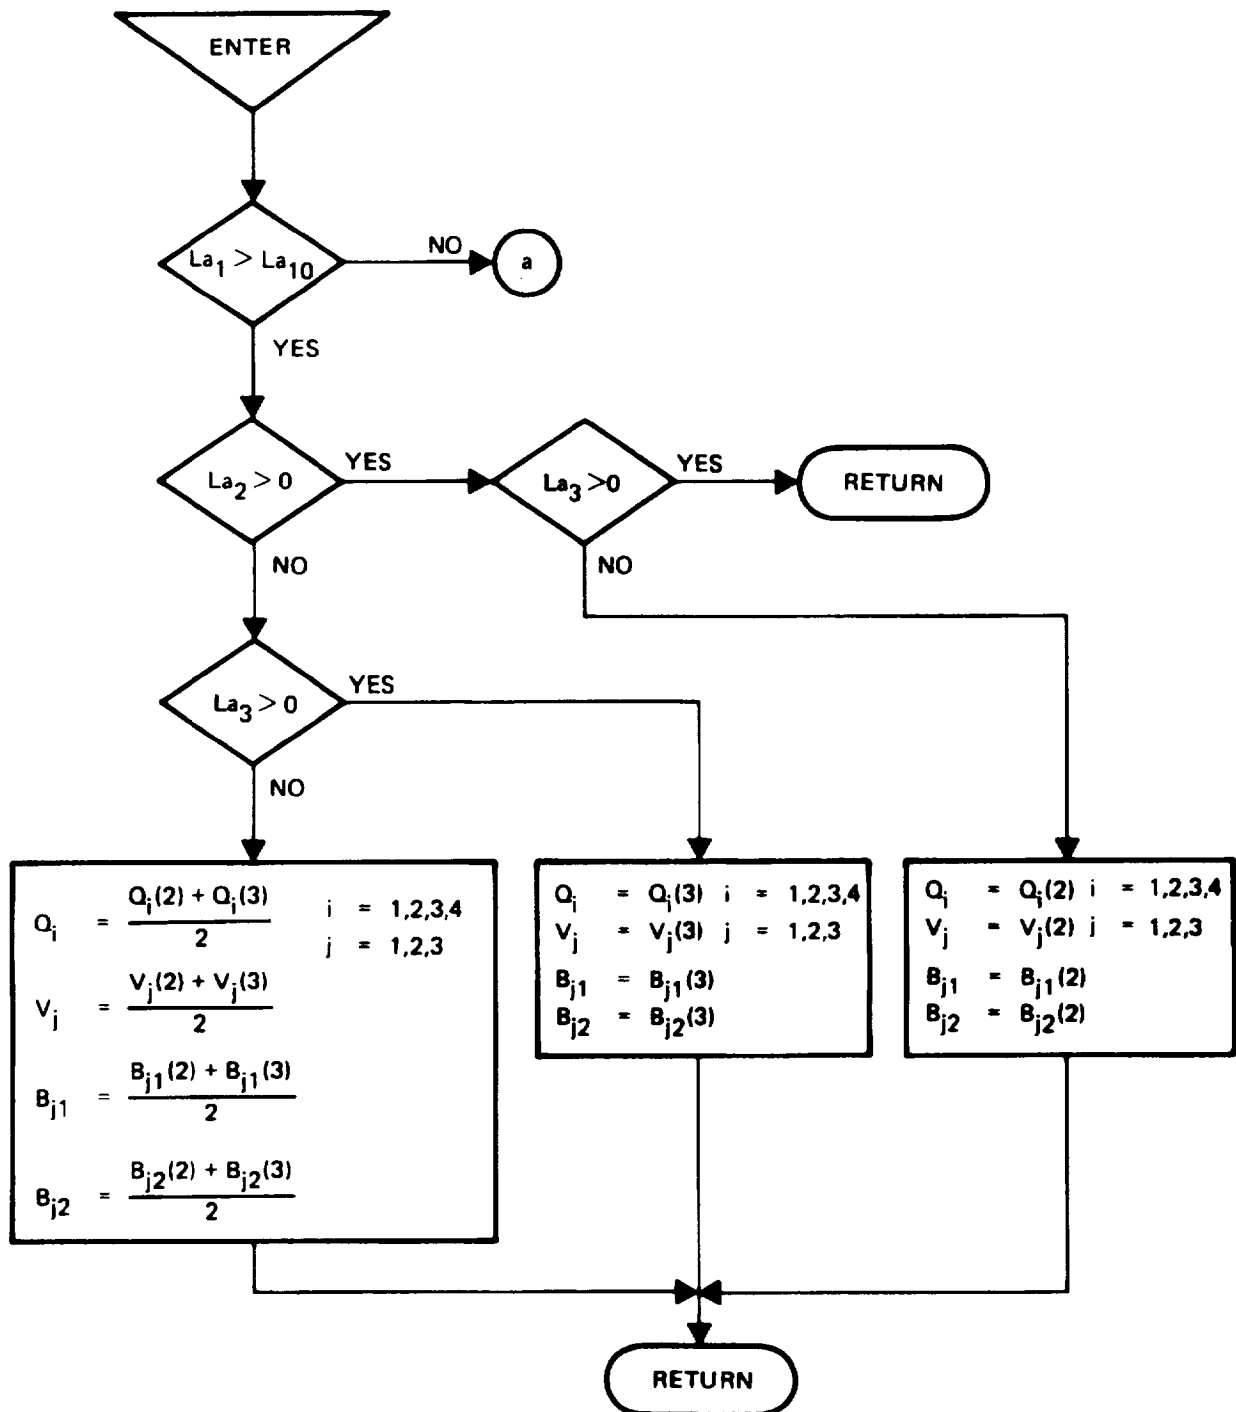 ENTER
La₁ > La₁₀
NO
a
YES
La₂ > 0
YES
La₃ >0
YES
RETURN
NO
NO
La₃ > 0
YES
NO
Qᵢ = (Qᵢ(2) + Qᵢ(3))/2 i = 1,2,3,4
j = 1,2,3
Vⱼ = (Vⱼ(2) + Vⱼ(3))/2
Bⱼ₁ = (Bⱼ₁(2) + Bⱼ₁(3))/2
Bⱼ₂ = (Bⱼ₂(2) + Bⱼ₂(3))/2
Qᵢ = Qᵢ(3) i = 1,2,3,4
Vⱼ = Vⱼ(3) j = 1,2,3
Bⱼ₁ = Bⱼ₁(3)
Bⱼ₂ = Bⱼ₂(3)
Qᵢ = Qᵢ(2) i = 1,2,3,4
Vⱼ = Vⱼ(2) j = 1,2,3
Bⱼ₁ = Bⱼ₁(2)
Bⱼ₂ = Bⱼ₂(2)
RETURN